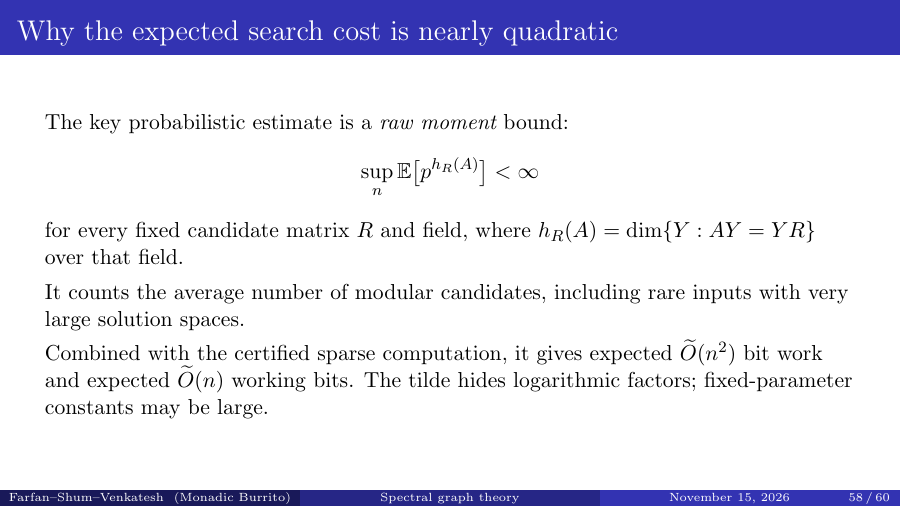 Why the expected search cost is nearly quadratic
The key probabilistic estimate is a raw moment bound:
sup_n 𝔼[p^{h_R(A)}] < ∞
for every fixed candidate matrix R and field, where h_R(A) = dim{Y : AY = YR}
over that field.
It counts the average number of modular candidates, including rare inputs with very
large solution spaces.
Combined with the certified sparse computation, it gives expected Õ(n²) bit work
and expected Õ(n) working bits. The tilde hides logarithmic factors; fixed-parameter
constants may be large.
Farfan–Shum–Venkatesh (Monadic Burrito) Spectral graph theory November 15, 2026 58 / 60